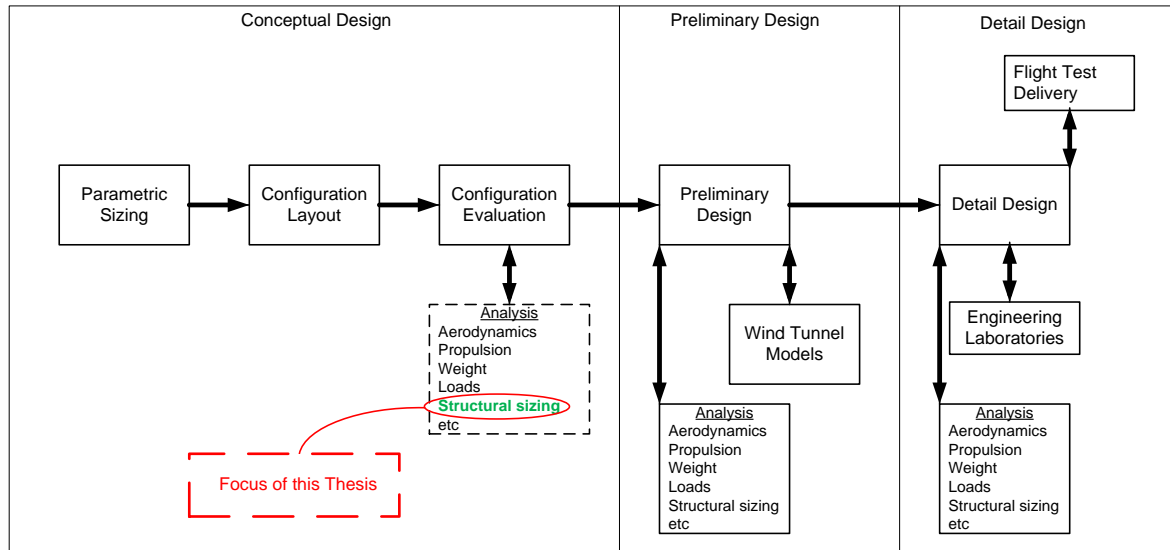 Conceptual Design
Preliminary Design
Detail Design
Flight Test
Delivery
Parametric
Sizing
Configuration
Layout
Configuration
Evaluation
Preliminary
Design
Detail Design
Analysis
Aerodynamics
Propulsion
Weight
Loads
Structural sizing
etc
Wind Tunnel
Models
Engineering
Laboratories
Focus of this Thesis
Analysis
Aerodynamics
Propulsion
Weight
Loads
Structural sizing
etc
Analysis
Aerodynamics
Propulsion
Weight
Loads
Structural sizing
etc